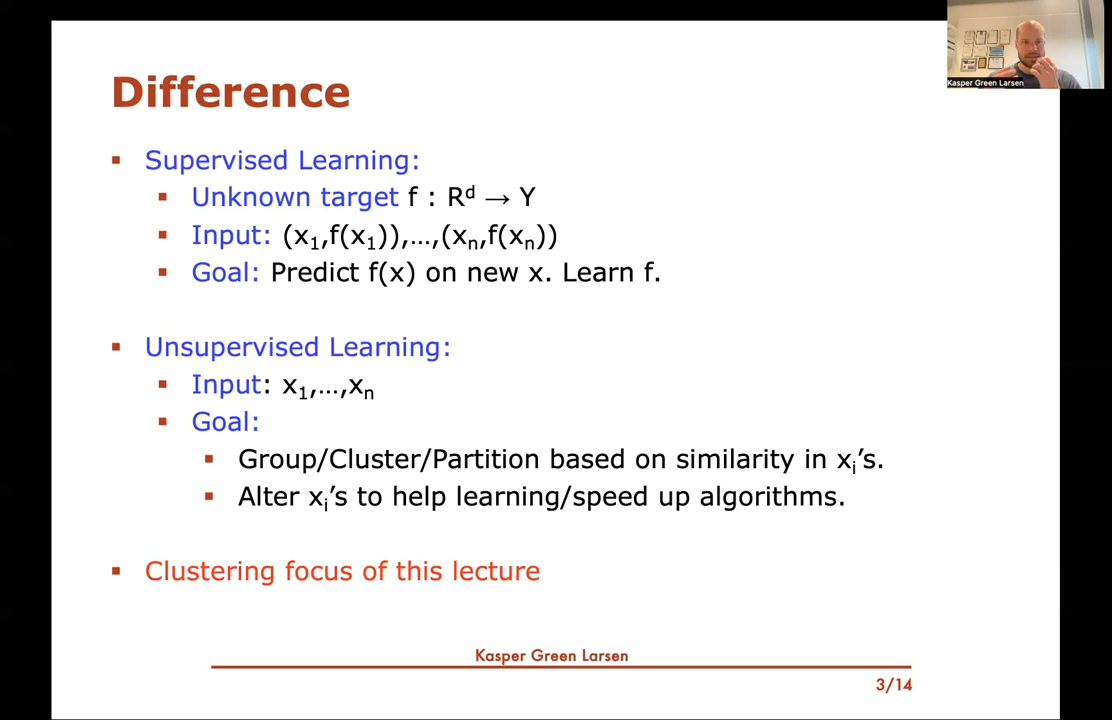 Kasper Green Larsen
Difference
▪ Supervised Learning:
▪ Unknown target f : Rᵈ → Y
▪ Input: (x₁,f(x₁)),…,(xₙ,f(xₙ))
▪ Goal: Predict f(x) on new x. Learn f.
▪ Unsupervised Learning:
▪ Input: x₁,…,xₙ
▪ Goal:
▪ Group/Cluster/Partition based on similarity in xᵢ’s.
▪ Alter xᵢ’s to help learning/speed up algorithms.
▪ Clustering focus of this lecture
Kasper Green Larsen
3/14